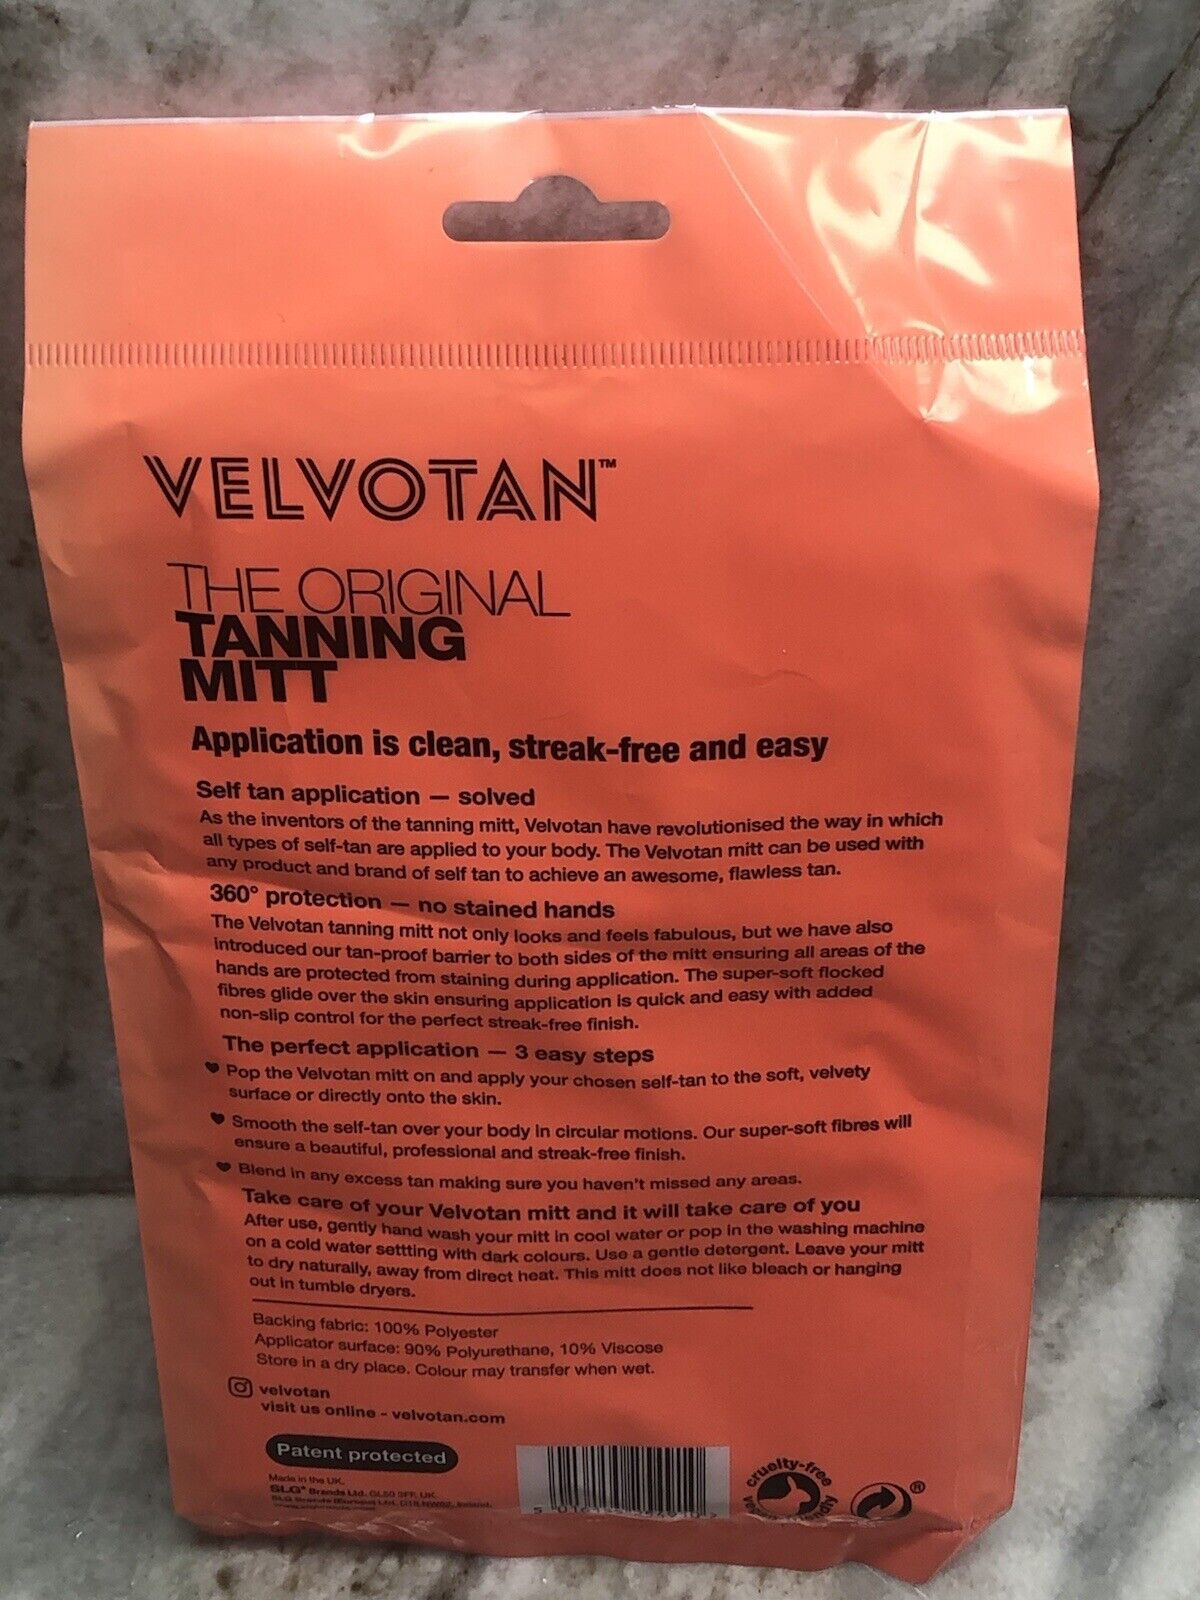 VELVOTAN™
THE ORIGINAL
TANNING
MITT
Application is clean, streak-free and easy
Self tan application — solved
As the inventors of the tanning mitt, Velvotan have revolutionised the way in which
all types of self-tan are applied to your body. The Velvotan mitt can be used with
any product and brand of self tan to achieve an awesome, flawless tan.
360° protection — no stained hands
The Velvotan tanning mitt not only looks and feels fabulous, but we have also
introduced our tan-proof barrier to both sides of the mitt ensuring all areas of the
hands are protected from staining during application. The super-soft flocked
fibres glide over the skin ensuring application is quick and easy with added
non-slip control for the perfect streak-free finish.
The perfect application — 3 easy steps
Pop the Velvotan mitt on and apply your chosen self-tan to the soft, velvety
surface or directly onto the skin.
Smooth the self-tan over your body in circular motions. Our super-soft fibres will
ensure a beautiful, professional and streak-free finish.
Blend in any excess tan making sure you haven't missed any areas.
Take care of your Velvotan mitt and it will take care of you
After use, gently hand wash your mitt in cool water or pop in the washing machine
on a cold water settting with dark colours. Use a gentle detergent. Leave your mitt
to dry naturally, away from direct heat. This mitt does not like bleach or hanging
out in tumble dryers.
Backing fabric: 100% Polyester
Applicator surface: 90% Polyurethane, 10% Viscose
Store in a dry place. Colour may transfer when wet.
velvotan
visit us online - velvotan.com
Patent protected
Made in the UK.
SLG® Brands Ltd. GL50 3FP, UK.
SLG Brands (Europe) Ltd. Ireland.
cruelty-free
vegan friendly
®